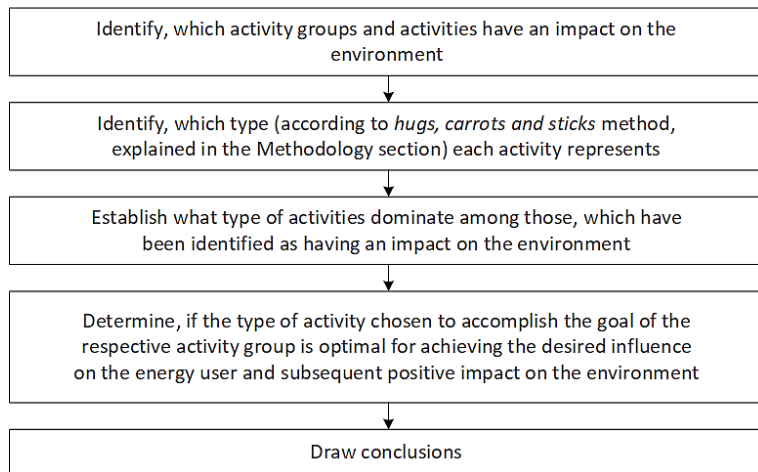 Identify, which activity groups and activities have an impact on the
environment
Identify, which type (according to hugs, carrots and sticks method,
explained in the Methodology section) each activity represents
Establish what type of activities dominate among those, which have
been identified as having an impact on the environment
Determine, if the type of activity chosen to accomplish the goal of the
respective activity group is optimal for achieving the desired influence
on the energy user and subsequent positive impact on the environment
Draw conclusions